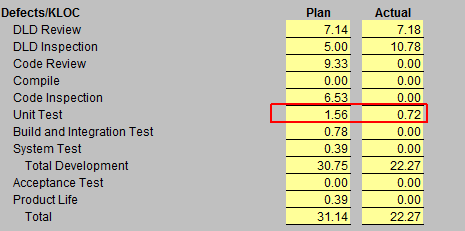 Defects/KLOC Plan Actual
DLD Review 7.14 7.18
DLD Inspection 5.00 10.78
Code Review 9.33 0.00
Compile 0.00 0.00
Code Inspection 6.53 0.00
Unit Test 1.56 0.72
Build and Integration Test 0.78 0.00
System Test 0.39 0.00
Total Development 30.75 22.27
Acceptance Test 0.00 0.00
Product Life 0.39 0.00
Total 31.14 22.27